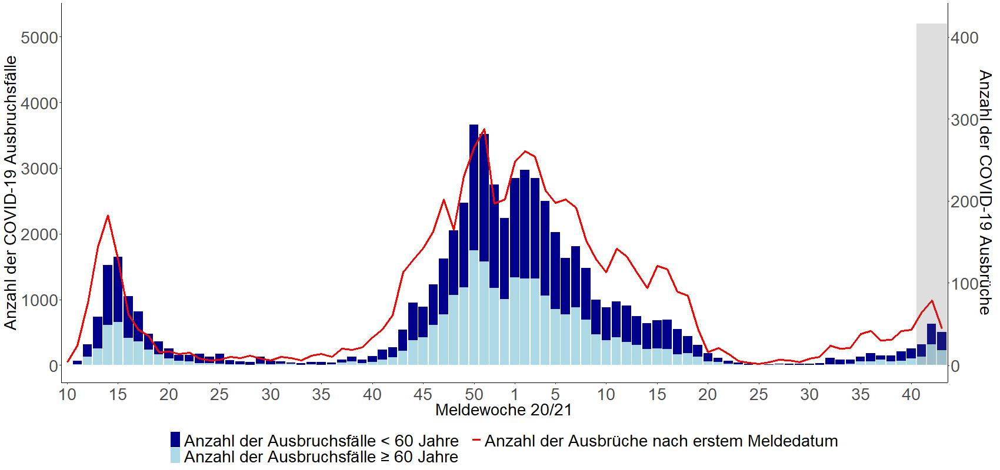 Anzahl der COVID-19 Ausbruchsfälle
5000
4000
3000
2000
1000
0
400
300
200
100
0
Anzahl der COVID-19 Ausbrüche
10 15 20 25 30 35 40 45 50 1 5 10 15 20 25 30 35 40
Meldewoche 20/21
Anzahl der Ausbruchsfälle < 60 Jahre
Anzahl der Ausbrüche nach erstem Meldedatum
Anzahl der Ausbruchsfälle ≥ 60 Jahre